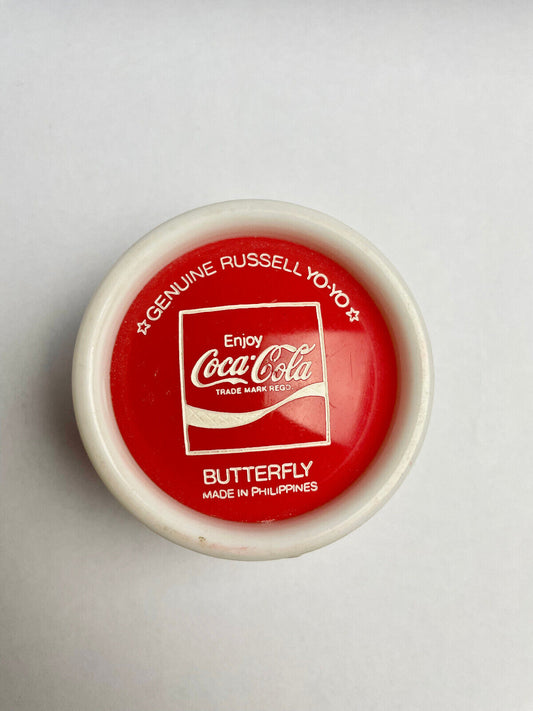 ☆GENUINE RUSSELL YO-YO☆
Enjoy
Coca-Cola
TRADE MARK REGD.
BUTTERFLY
MADE IN PHILIPPINES